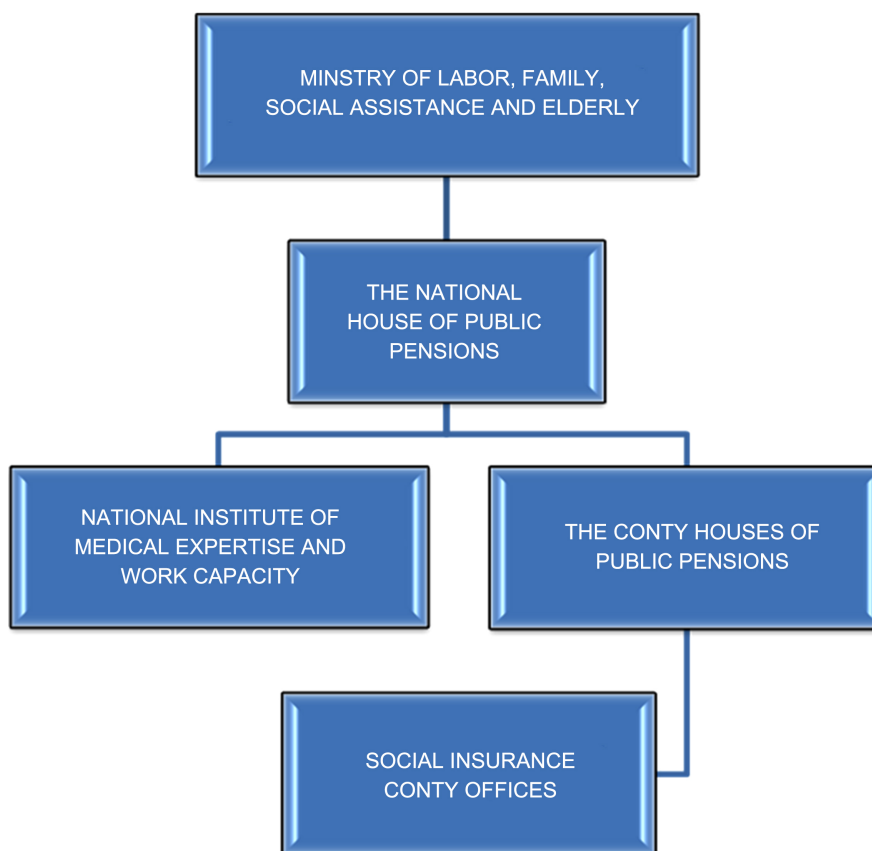 MINSTRY OF LABOR, FAMILY,
SOCIAL ASSISTANCE AND ELDERLY
THE NATIONAL
HOUSE OF PUBLIC
PENSIONS
NATIONAL INSTITUTE OF
MEDICAL EXPERTISE AND
WORK CAPACITY
THE CONTY HOUSES OF
PUBLIC PENSIONS
SOCIAL INSURANCE
CONTY OFFICES